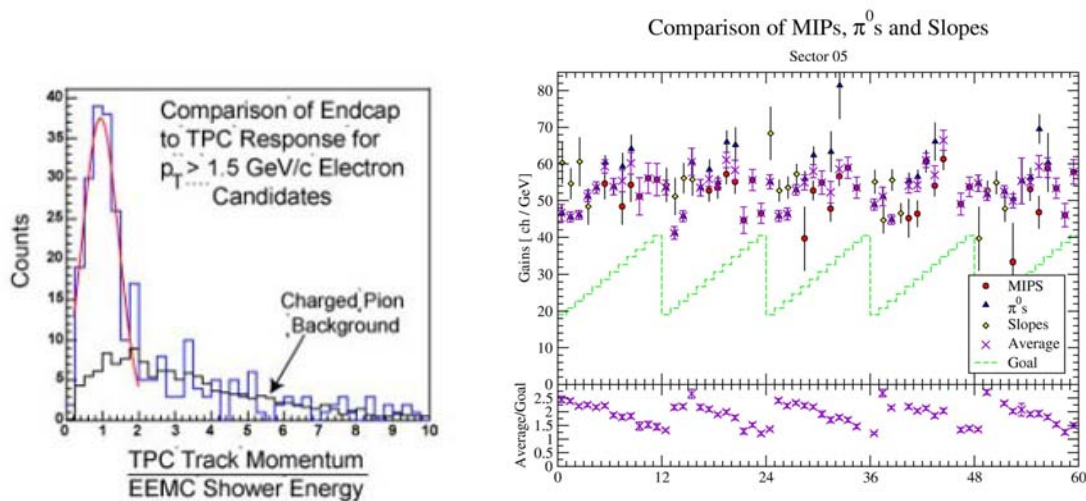 Comparison of Endcap
to TPC Response for
pT > 1.5 GeV/c Electron
Candidates
Charged Pion
Background
Counts
40
35
30
25
20
15
10
5
0
0 1 2 3 4 5 6 7 8 9 10
TPC Track Momentum
EEMC Shower Energy
Comparison of MIPs, π⁰s and Slopes
Sector 05
Gains [ ch / GeV]
80
70
60
50
40
30
20
10
0
MIPS
π⁰s
Slopes
Average
Goal
Average/Goal
2.5
2
1.5
1
0.5
0
0 12 24 36 48 60